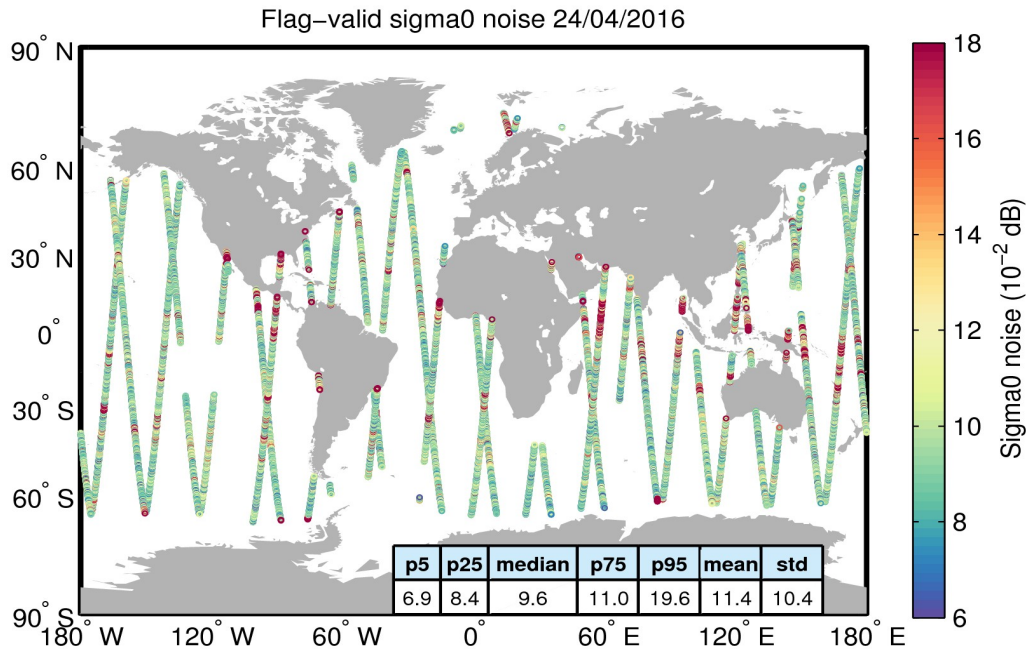 Flag−valid sigma0 noise 24/04/2016
90° N
60° N
30° N
0°
30° S
60° S
90° S
180° W
120° W
60° W
0°
60° E
120° E
180° E
p5 p25 median p75 p95 mean std
6.9 8.4 9.6 11.0 19.6 11.4 10.4
18
16
14
12
10
8
6
Sigma0 noise (10⁻² dB)